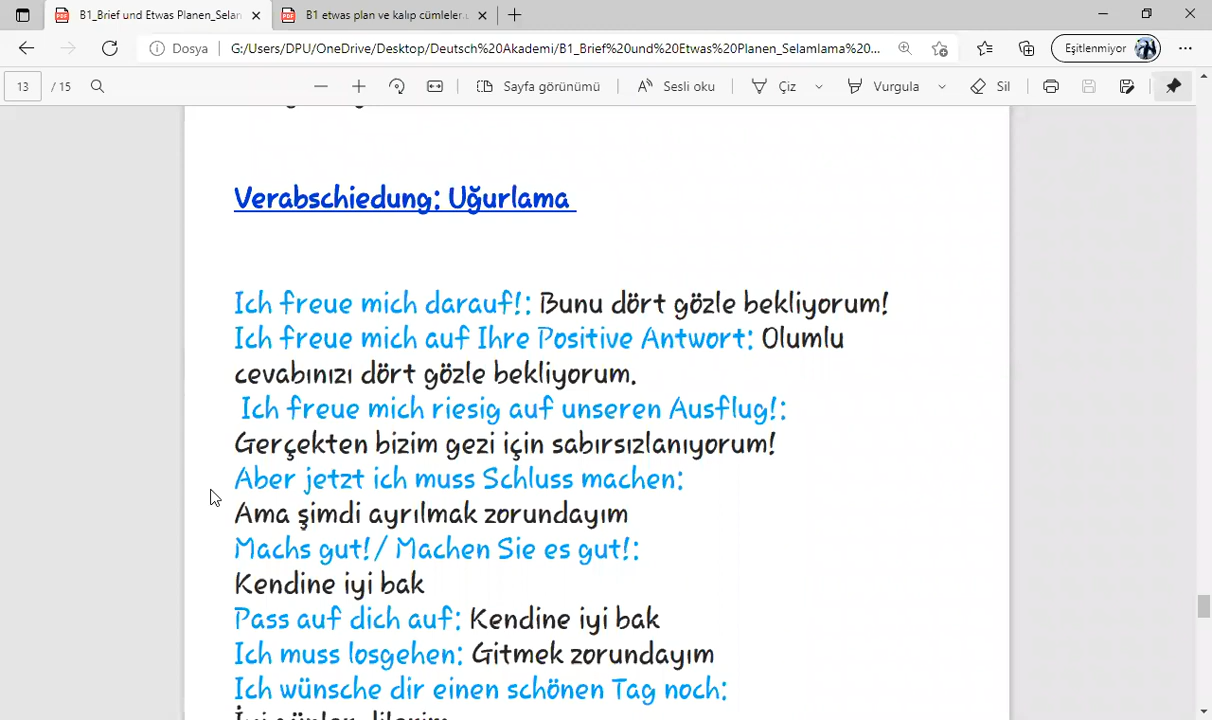 B1_Brief und Etwas Planen_Selam
B1 etwas plan ve kalıp cümleler.
Dosya
G:/Users/DPU/OneDrive/Desktop/Deutsch%20Akademi/B1_Brief%20und%20Etwas%20Planen_Selamlama%20...
Eşitlenmiyor
13 / 15
Sayfa görünümü
Sesli oku
Çiz
Vurgula
Sil
Verabschiedung: Uğurlama
Ich freue mich darauf!: Bunu dört gözle bekliyorum!
Ich freue mich auf Ihre Positive Antwort: Olumlu
cevabınızı dört gözle bekliyorum.
Ich freue mich riesig auf unseren Ausflug!:
Gerçekten bizim gezi için sabırsızlanıyorum!
Aber jetzt ich muss Schluss machen:
Ama şimdi ayrılmak zorundayım
Machs gut!/ Machen Sie es gut!:
Kendine iyi bak
Pass auf dich auf: Kendine iyi bak
Ich muss losgehen: Gitmek zorundayım
Ich wünsche dir einen schönen Tag noch: